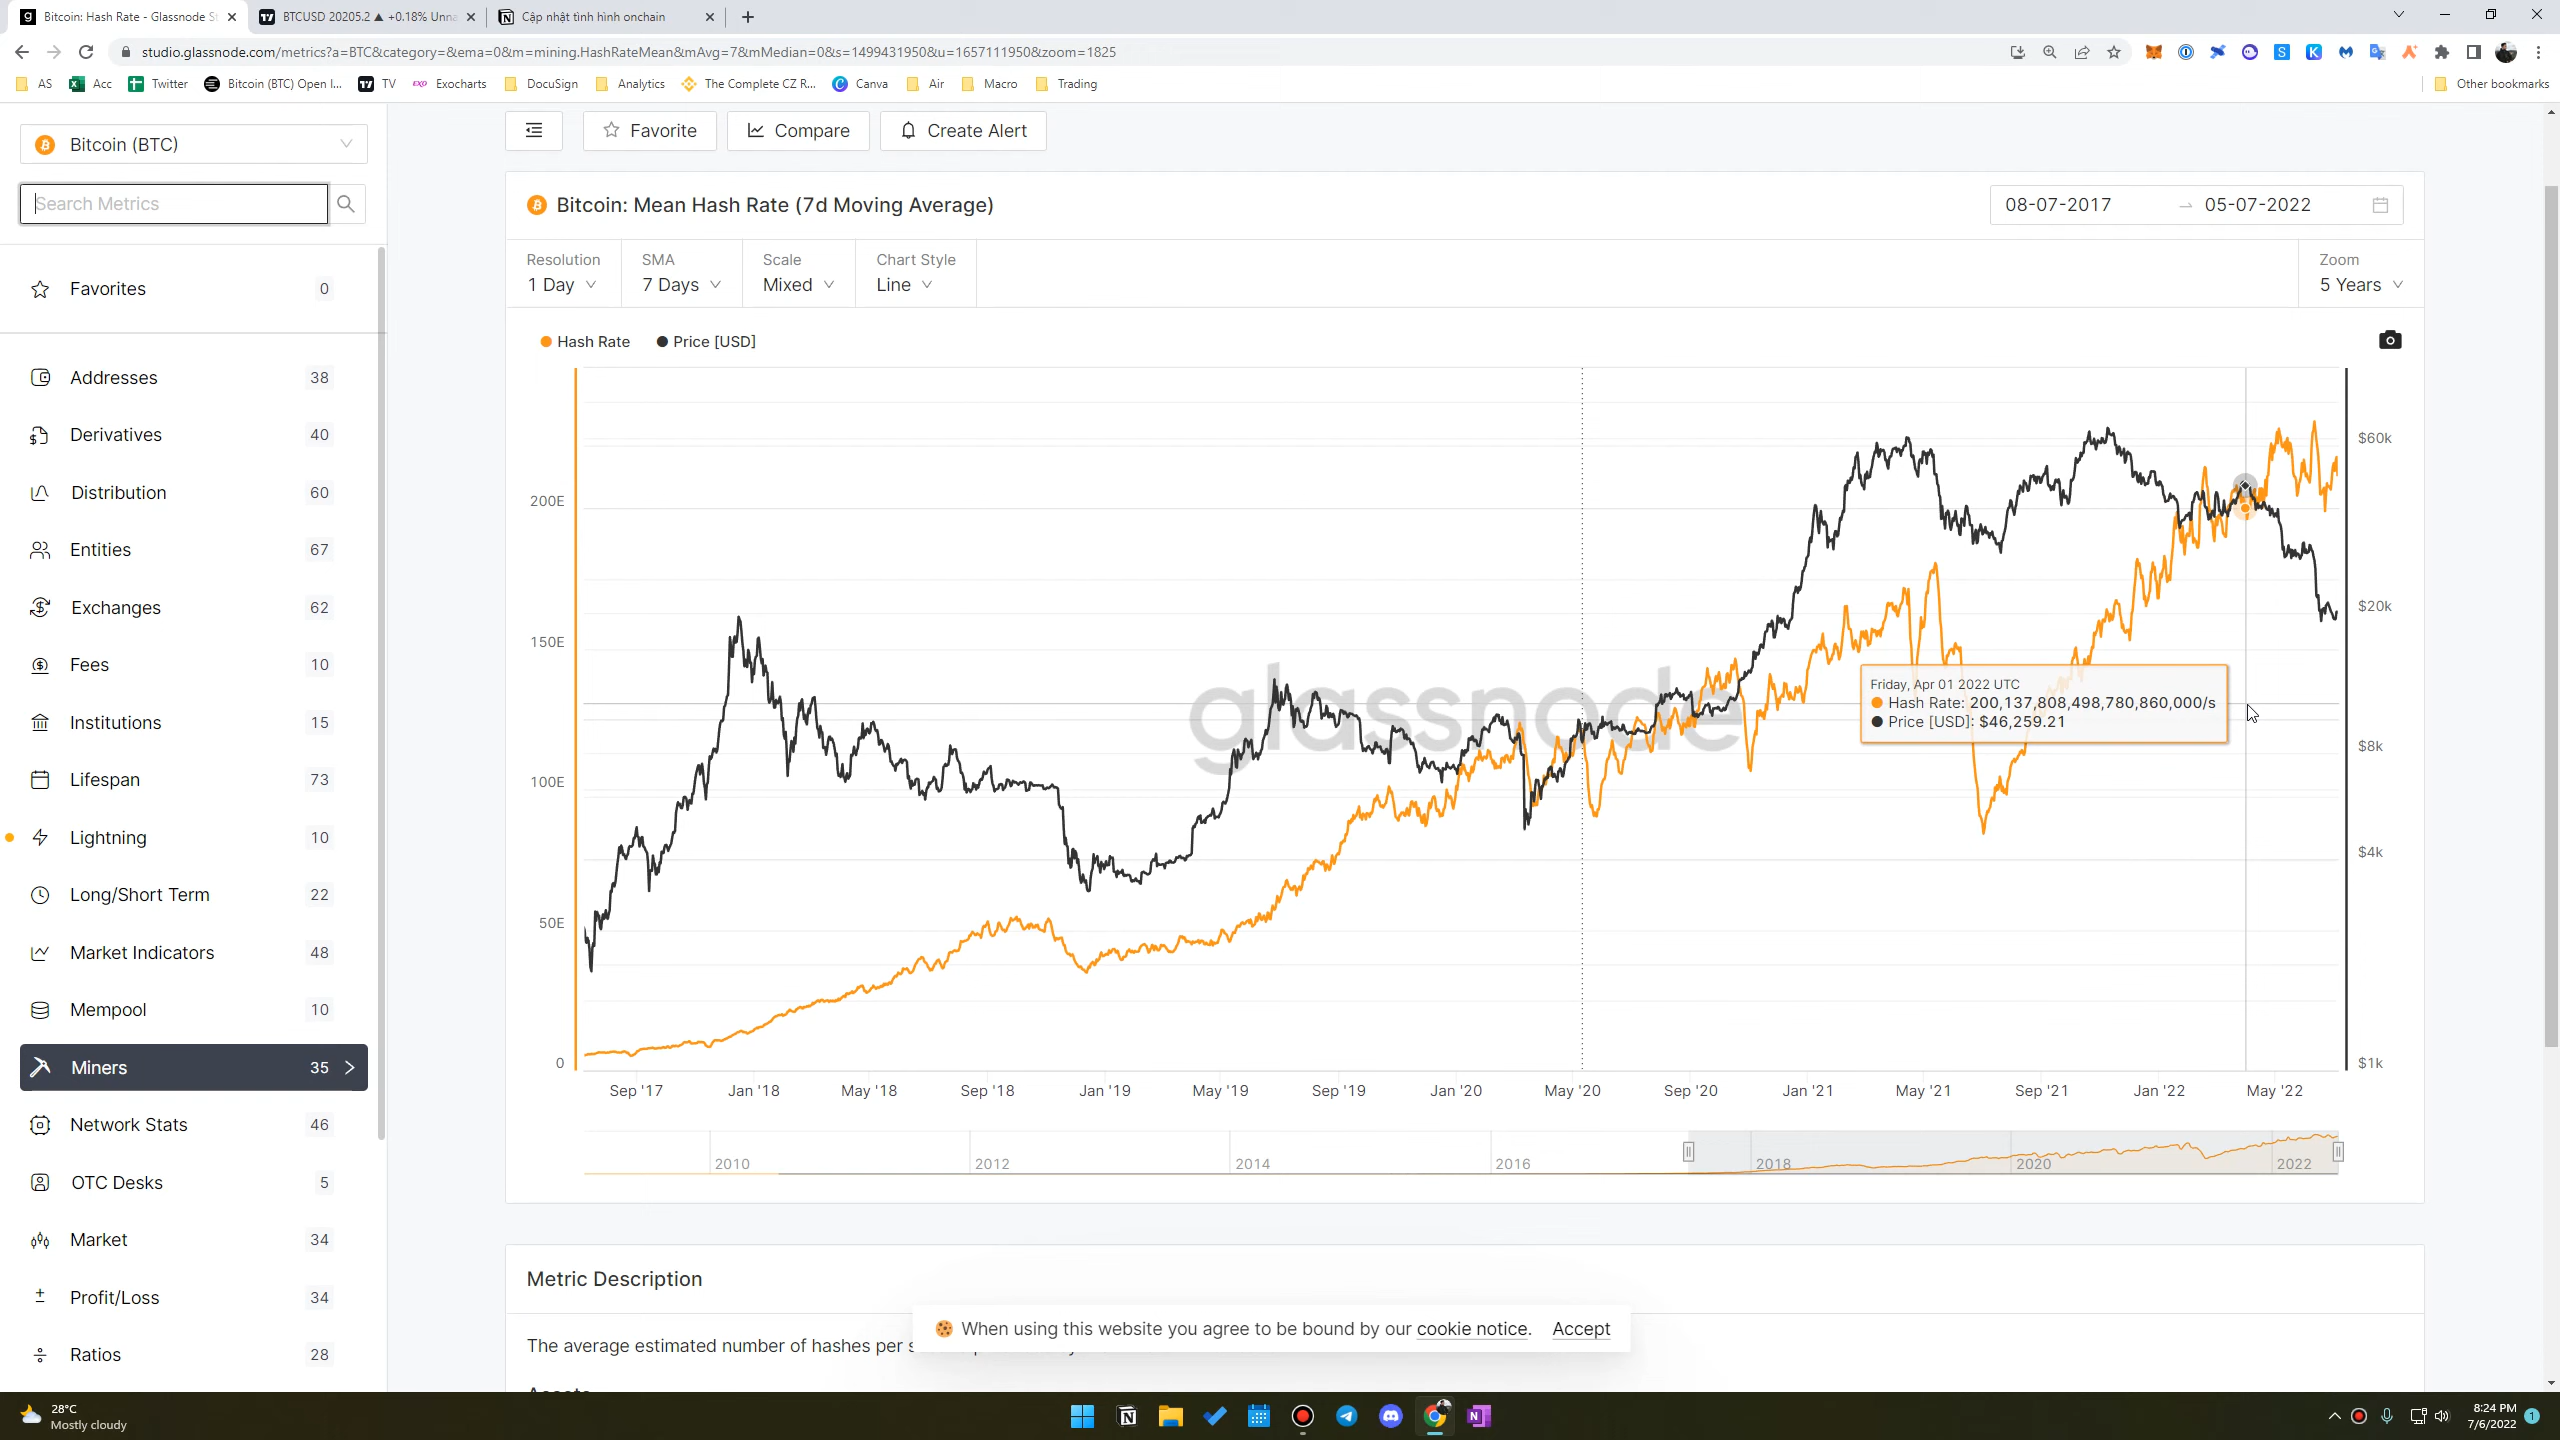 Bitcoin: Hash Rate - Glassnode St
BTCUSD 20205.2 ▲ +0.18% Unna
Cập nhật tình hình onchain
studio.glassnode.com/metrics?a=BTC&category=&ema=0&m=mining.HashRateMean&mAvg=7&mMedian=0&s=1499431950&u=1657111950&zoom=1825
AS
Acc
Twitter
Bitcoin (BTC) Open I...
TV
Exocharts
DocuSign
Analytics
The Complete CZ R...
Canva
Air
Macro
Trading
Other bookmarks
Bitcoin (BTC)
Search Metrics
Favorites 0
Addresses 38
Derivatives 40
Distribution 60
Entities 67
Exchanges 62
Fees 10
Institutions 15
Lifespan 73
Lightning 10
Long/Short Term 22
Market Indicators 48
Mempool 10
Miners 35
Network Stats 46
OTC Desks 5
Market 34
Profit/Loss 34
Ratios 28
Favorite
Compare
Create Alert
Bitcoin: Mean Hash Rate (7d Moving Average)
08-07-2017 → 05-07-2022
Resolution
1 Day
SMA
7 Days
Scale
Mixed
Chart Style
Line
Zoom
5 Years
Hash Rate
Price [USD]
200E
150E
100E
50E
0
$60k
$20k
$8k
$4k
$1k
glassnode
Friday, Apr 01 2022 UTC
Hash Rate: 200,137,808,498,780,860,000/s
Price [USD]: $46,259.21
Sep '17
Jan '18
May '18
Sep '18
Jan '19
May '19
Sep '19
Jan '20
May '20
Sep '20
Jan '21
May '21
Sep '21
Jan '22
May '22
2010
2012
2014
2016
2018
2020
2022
Metric Description
The average estimated number of hashes per s
When using this website you agree to be bound by our cookie notice. Accept
28°C
Mostly cloudy
8:24 PM
7/6/2022
1